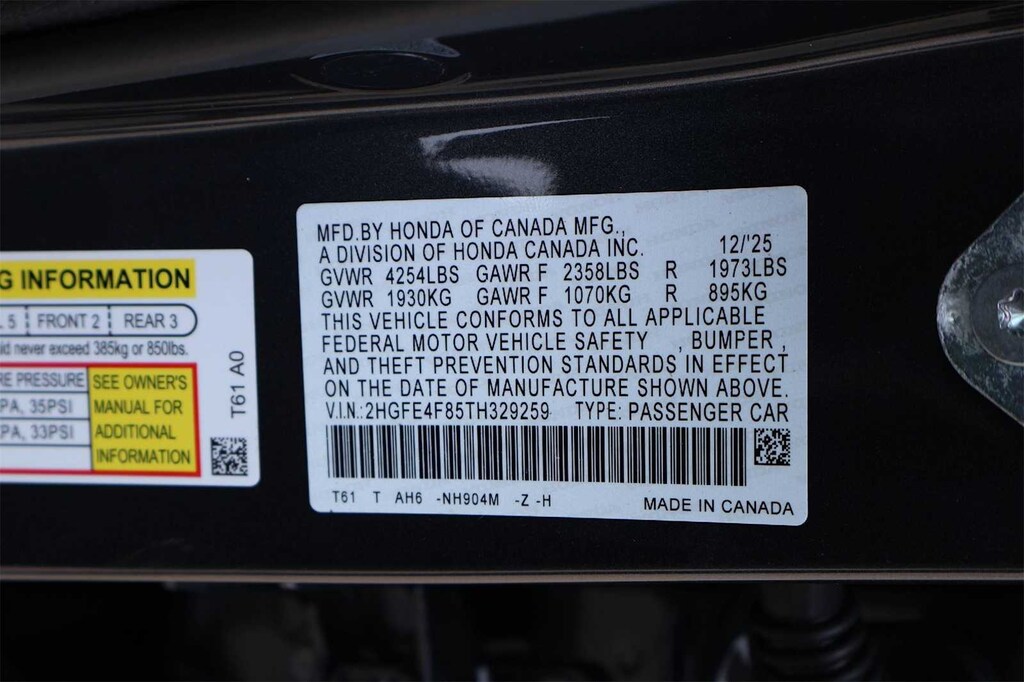 G INFORMATION
5 FRONT 2 REAR 3
never exceed 385kg or 850lbs.
PRESSURE
PA, 35PSI
PA, 33PSI
SEE OWNER'S
MANUAL FOR
ADDITIONAL
INFORMATION
T61 A0
MFD.BY HONDA OF CANADA MFG.,
A DIVISION OF HONDA CANADA INC. 12/'25
GVWR 4254LBS GAWR F 2358LBS R 1973LBS
GVWR 1930KG GAWR F 1070KG R 895KG
THIS VEHICLE CONFORMS TO ALL APPLICABLE
FEDERAL MOTOR VEHICLE SAFETY , BUMPER ,
AND THEFT PREVENTION STANDARDS IN EFFECT
ON THE DATE OF MANUFACTURE SHOWN ABOVE.
V.I.N.:2HGFE4F85TH329259 TYPE: PASSENGER CAR
T61 T AH6 -NH904M -Z -H
MADE IN CANADA